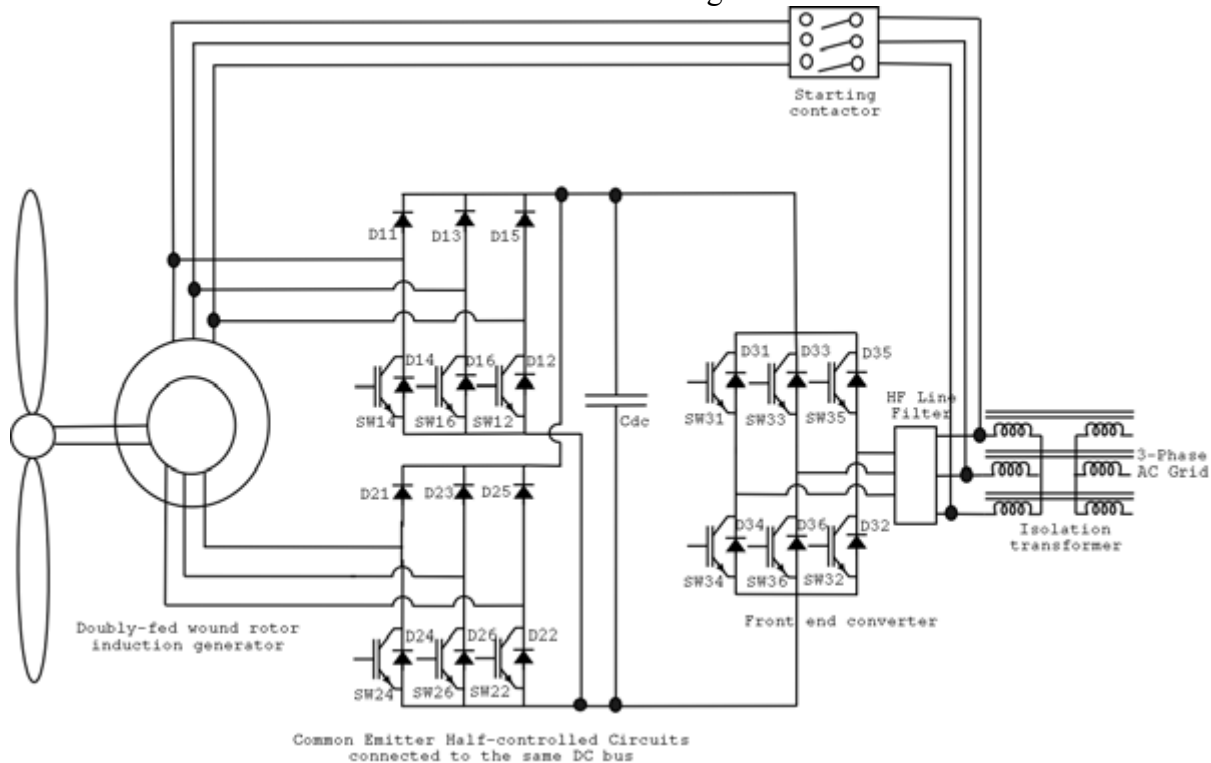 Starting
contactor
D11
D13
D15
D14
D16
D12
SW14
SW16
SW12
Cdc
D31
D33
D35
SW31
SW33
SW35
HF Line
Filter
3-Phase
AC Grid
D21
D23
D25
D34
D36
D32
SW34
SW36
SW32
Isolation
transformer
Front end converter
Doubly-fed wound rotor
induction generator
D24
D26
D22
SW24
SW26
SW22
Common Emitter Half-controlled Circuits
connected to the same DC bus